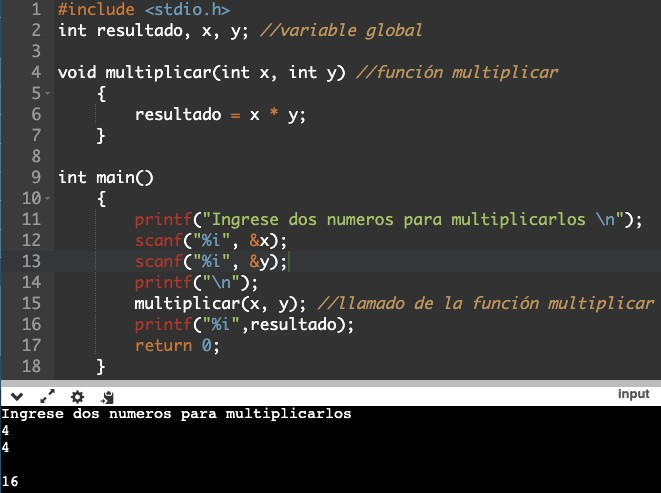 1 #include <stdio.h>
2 int resultado, x, y; //variable global
3
4 void multiplicar(int x, int y) //función multiplicar
5 {
6 resultado = x * y;
7 }
8
9 int main()
10 {
11 printf("Ingrese dos numeros para multiplicarlos \n");
12 scanf("%i", &x);
13 scanf("%i", &y);
14 printf("\n");
15 multiplicar(x, y); //llamado de la función multiplicar
16 printf("%i",resultado);
17 return 0;
18 }
input
Ingrese dos numeros para multiplicarlos
4
4
16